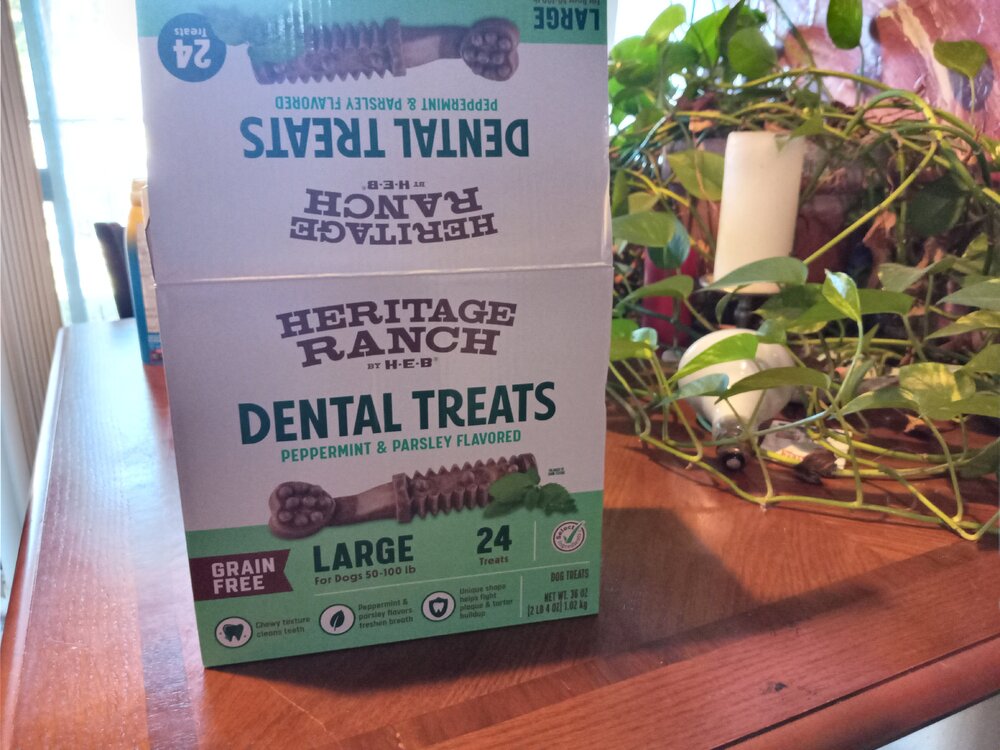 LARGE
24
Treats
PEPPERMINT & PARSLEY FLAVORED
DENTAL TREATS
BY H-E-B®
HERITAGE
RANCH
HERITAGE
RANCH
BY H-E-B®
DENTAL TREATS
PEPPERMINT & PARSLEY FLAVORED
GRAIN
FREE
LARGE
For Dogs 50-100 lb
24
Treats
Select
DOG TREATS
NET WT. 36 OZ
(2 LB 4 OZ) 1.02 kg
Chewy texture
cleans teeth
Peppermint &
parsley flavors
freshen breath
Unique shape
helps fight
plaque & tartar
buildup